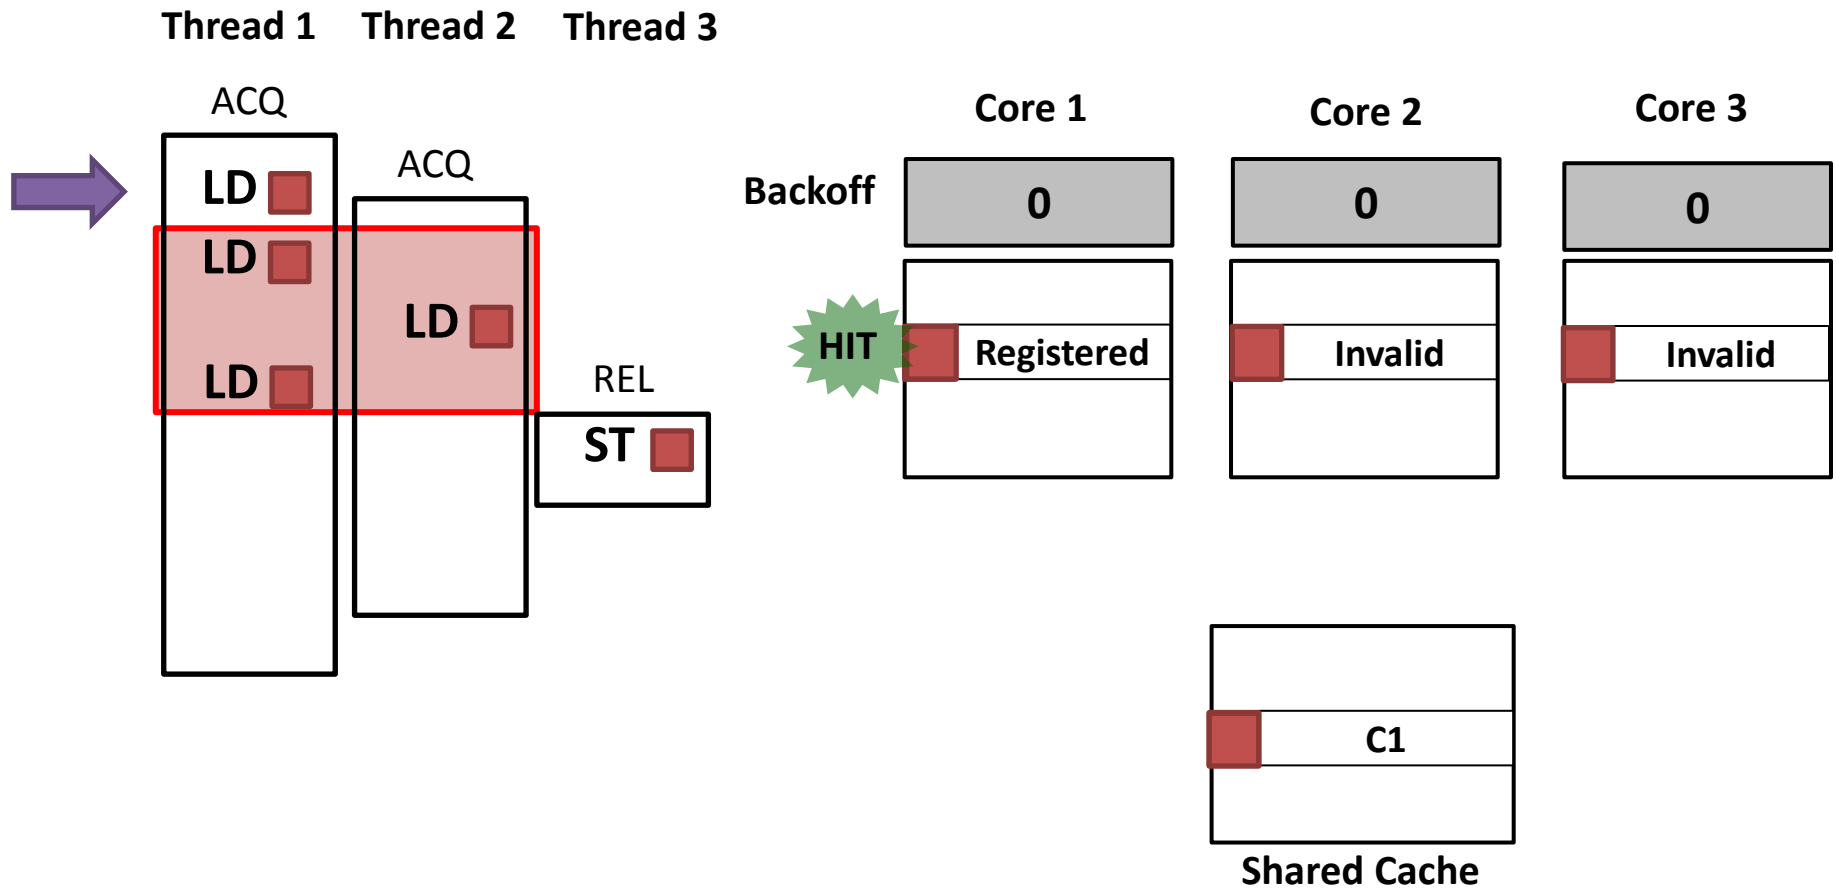 Thread 1 Thread 2 Thread 3
ACQ
LD
LD
LD
ACQ
LD
REL
ST
Core 1 Core 2 Core 3
Backoff 0 0 0
HIT Registered Invalid Invalid
C1
Shared Cache